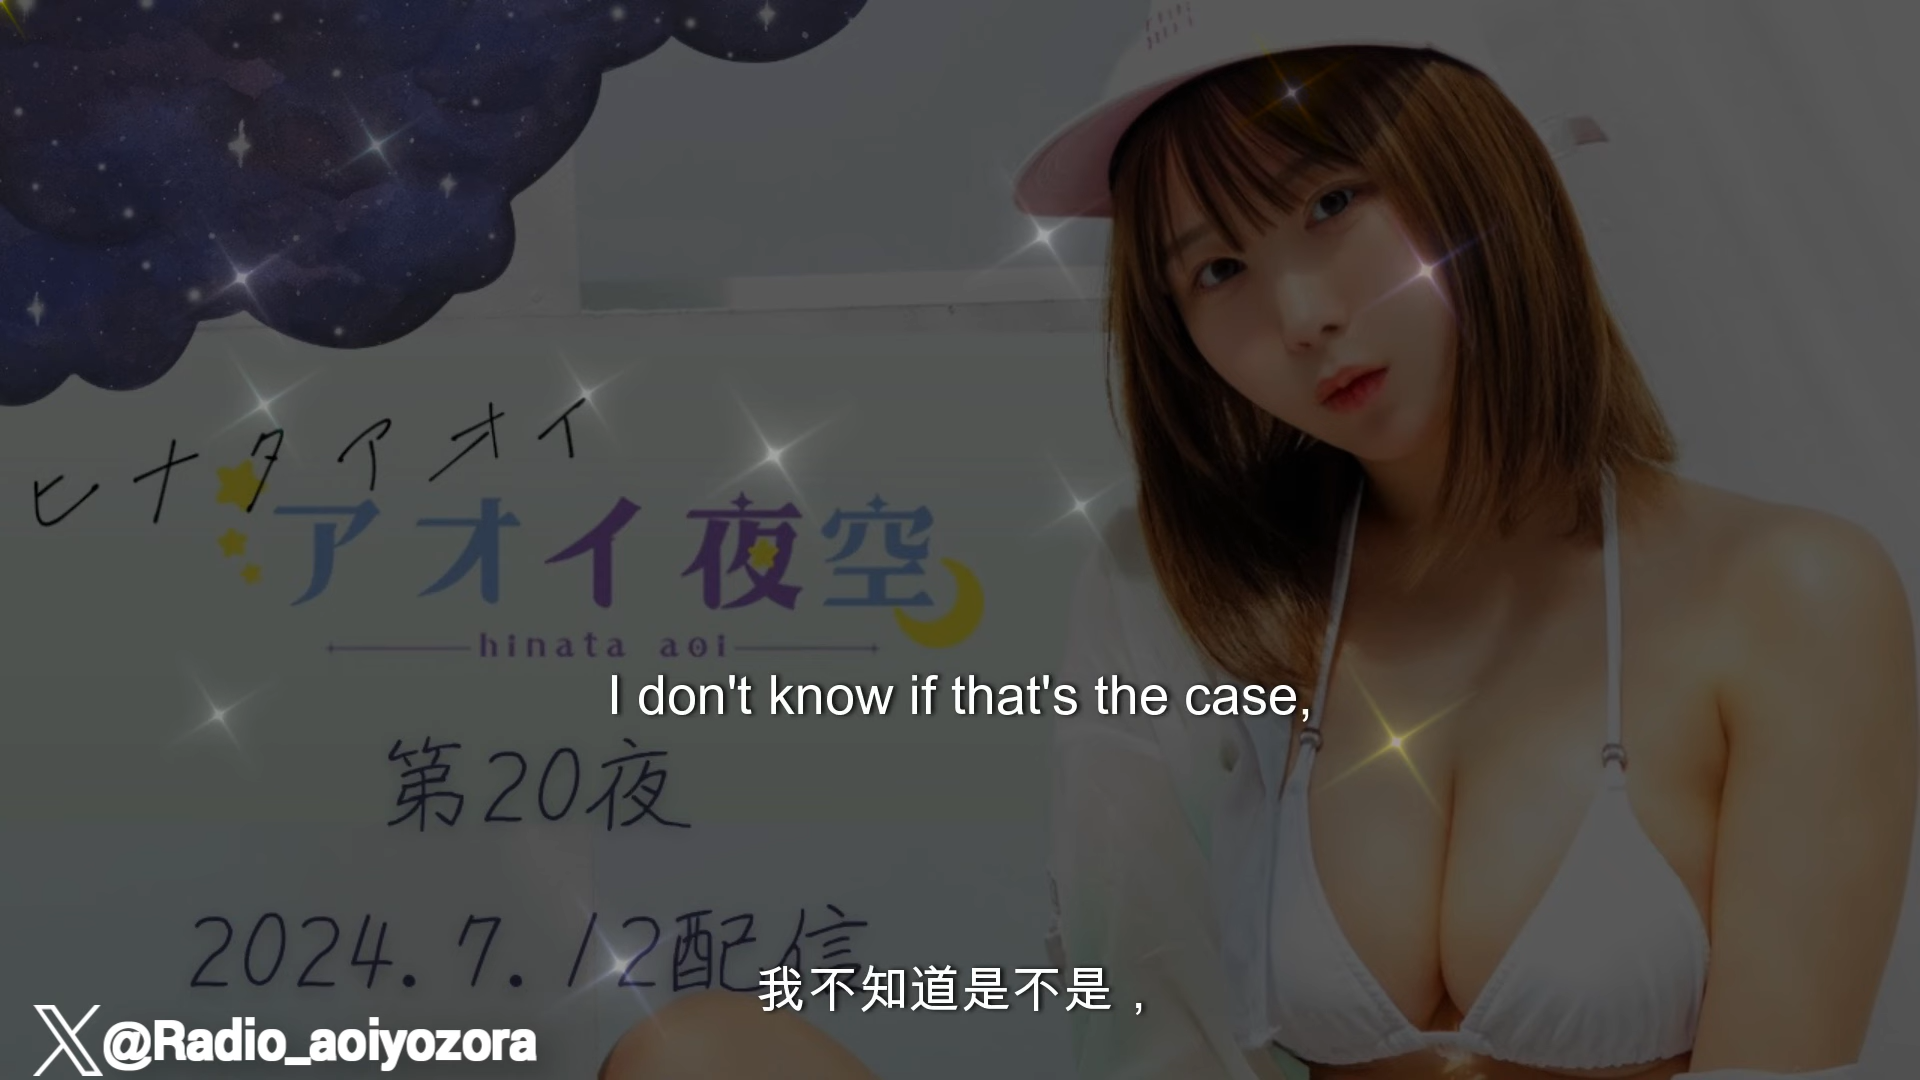 ヒナタアオイ
アオイ夜空
hinata aoi
I don't know if that's the case,
第20夜
2024.7.12配信
我不知道是不是，
X@Radio_aoiyozora